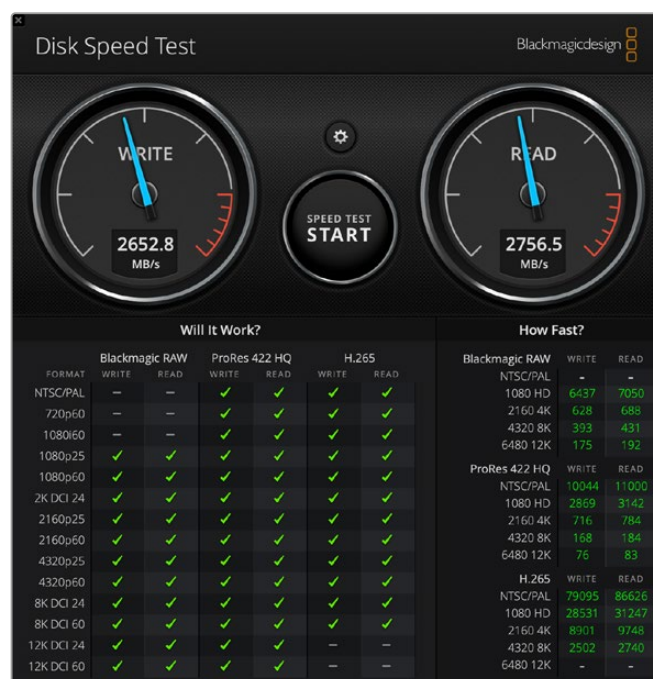 Disk Speed Test
Blackmagicdesign
WRITE
2652.8
MB/s
SPEED TEST
START
READ
2756.5
MB/s
Will It Work?
Blackmagic RAW ProRes 422 HQ H.265
FORMAT WRITE READ WRITE READ WRITE READ
NTSC/PAL – – ✓ ✓ ✓ ✓
720p60 – – ✓ ✓ ✓ ✓
1080i60 – – ✓ ✓ ✓ ✓
1080p25 ✓ ✓ ✓ ✓ ✓ ✓
1080p60 ✓ ✓ ✓ ✓ ✓ ✓
2K DCI 24 ✓ ✓ ✓ ✓ ✓ ✓
2160p25 ✓ ✓ ✓ ✓ ✓ ✓
2160p60 ✓ ✓ ✓ ✓ ✓ ✓
4320p25 ✓ ✓ ✓ ✓ ✓ ✓
4320p60 ✓ ✓ ✓ ✓ ✓ ✓
8K DCI 24 ✓ ✓ ✓ ✓ ✓ ✓
8K DCI 60 ✓ ✓ ✓ ✓ ✓ ✓
12K DCI 24 ✓ ✓ ✓ ✓ – –
12K DCI 60 ✓ ✓ ✓ ✓ – –
How Fast?
Blackmagic RAW WRITE READ
NTSC/PAL - -
1080 HD 6437 7050
2160 4K 628 688
4320 8K 393 431
6480 12K 175 192
ProRes 422 HQ WRITE READ
NTSC/PAL 10044 11000
1080 HD 2869 3142
2160 4K 716 784
4320 8K 168 184
6480 12K 76 83
H.265 WRITE READ
NTSC/PAL 79095 86626
1080 HD 28531 31247
2160 4K 8901 9748
4320 8K 2502 2740
6480 12K - -